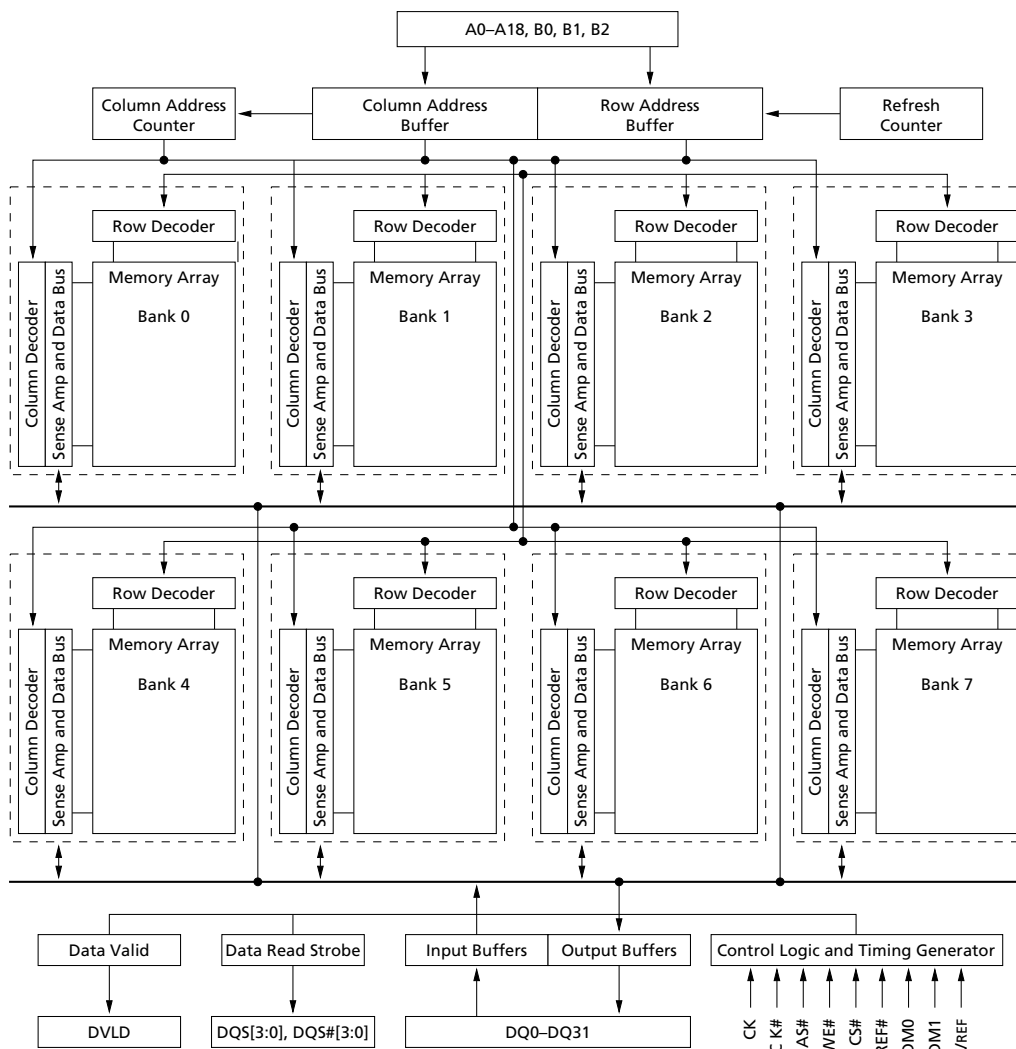 A0–A18, B0, B1, B2
Column Address
Counter
Column Address
Buffer
Row Address
Buffer
Refresh
Counter
Row Decoder
Row Decoder
Row Decoder
Row Decoder
Column Decoder
Sense Amp and Data Bus
Memory Array
Bank 0
Column Decoder
Sense Amp and Data Bus
Memory Array
Bank 1
Column Decoder
Sense Amp and Data Bus
Memory Array
Bank 2
Column Decoder
Sense Amp and Data Bus
Memory Array
Bank 3
Row Decoder
Row Decoder
Row Decoder
Row Decoder
Column Decoder
Sense Amp and Data Bus
Memory Array
Bank 4
Column Decoder
Sense Amp and Data Bus
Memory Array
Bank 5
Column Decoder
Sense Amp and Data Bus
Memory Array
Bank 6
Column Decoder
Sense Amp and Data Bus
Memory Array
Bank 7
Data Valid
Data Read Strobe
Input Buffers
Output Buffers
Control Logic and Timing Generator
DVLD
DQS[3:0], DQS#[3:0]
DQ0–DQ31
CK
K#
AS#
WE#
CS#
REF#
DM0
DM1
VREF